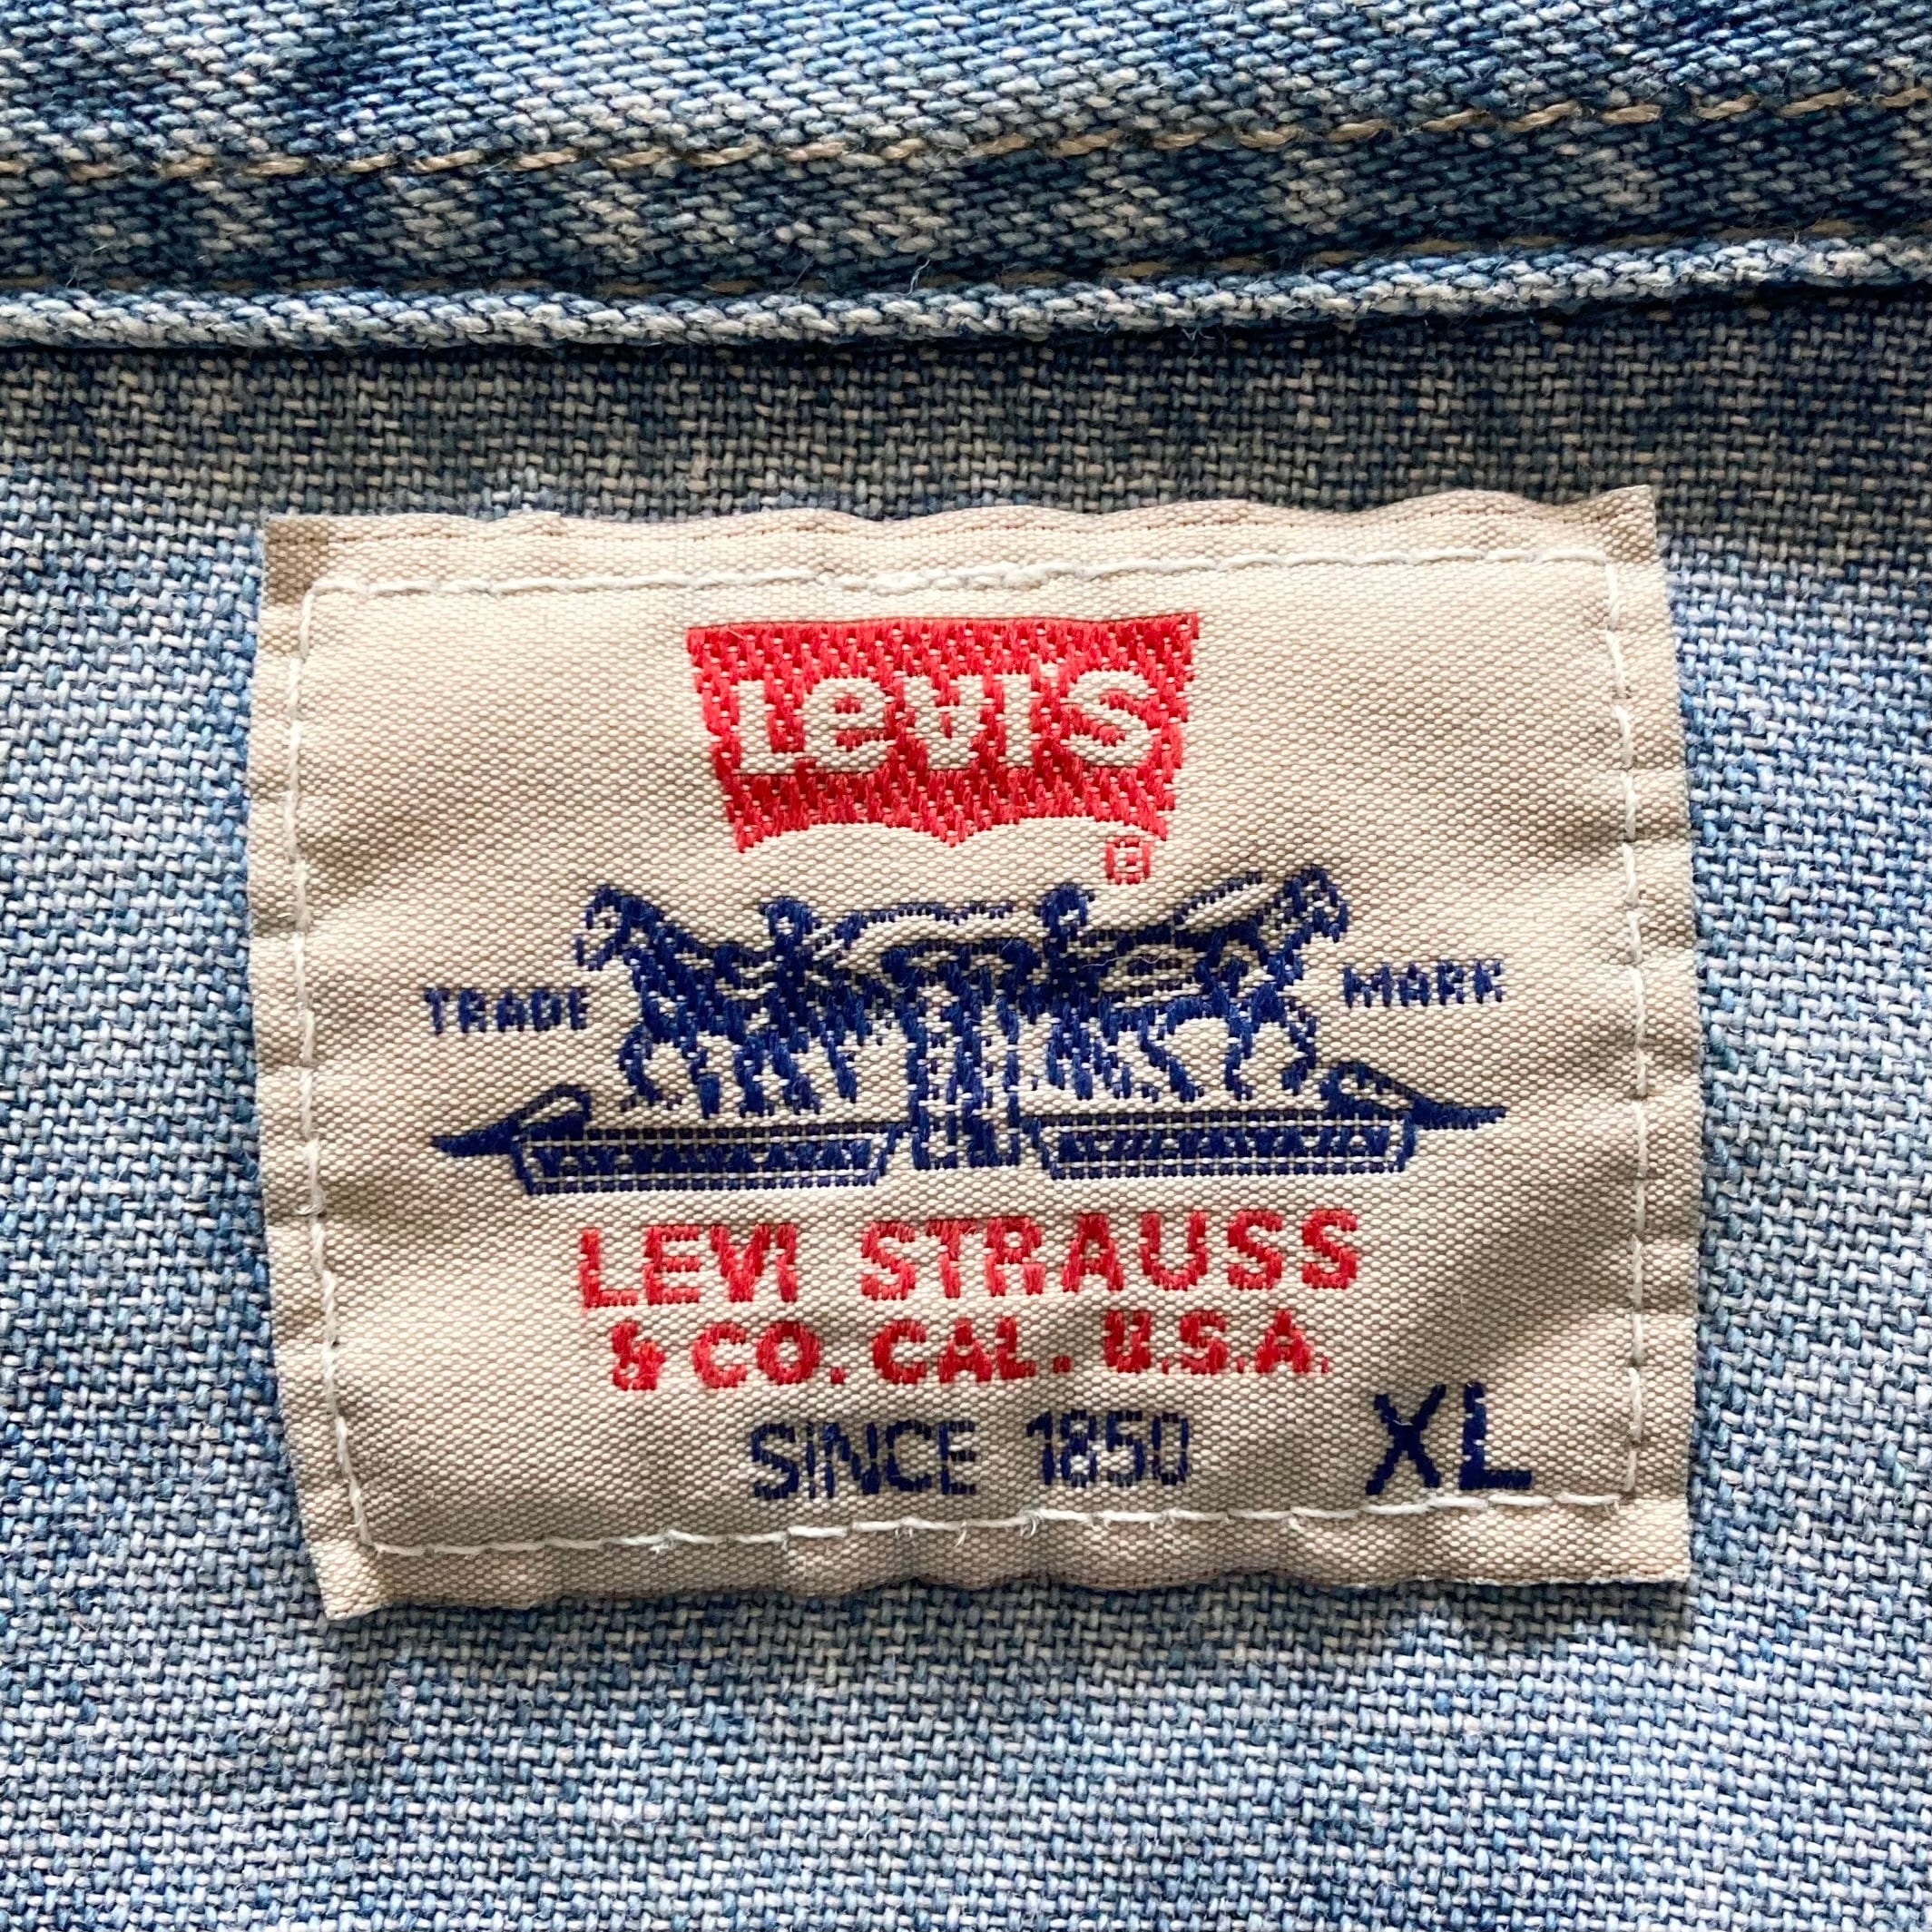 Levi's
®
TRADE MARK
LEVI STRAUSS
& CO. CAL. U.S.A.
SINCE 1850 XL